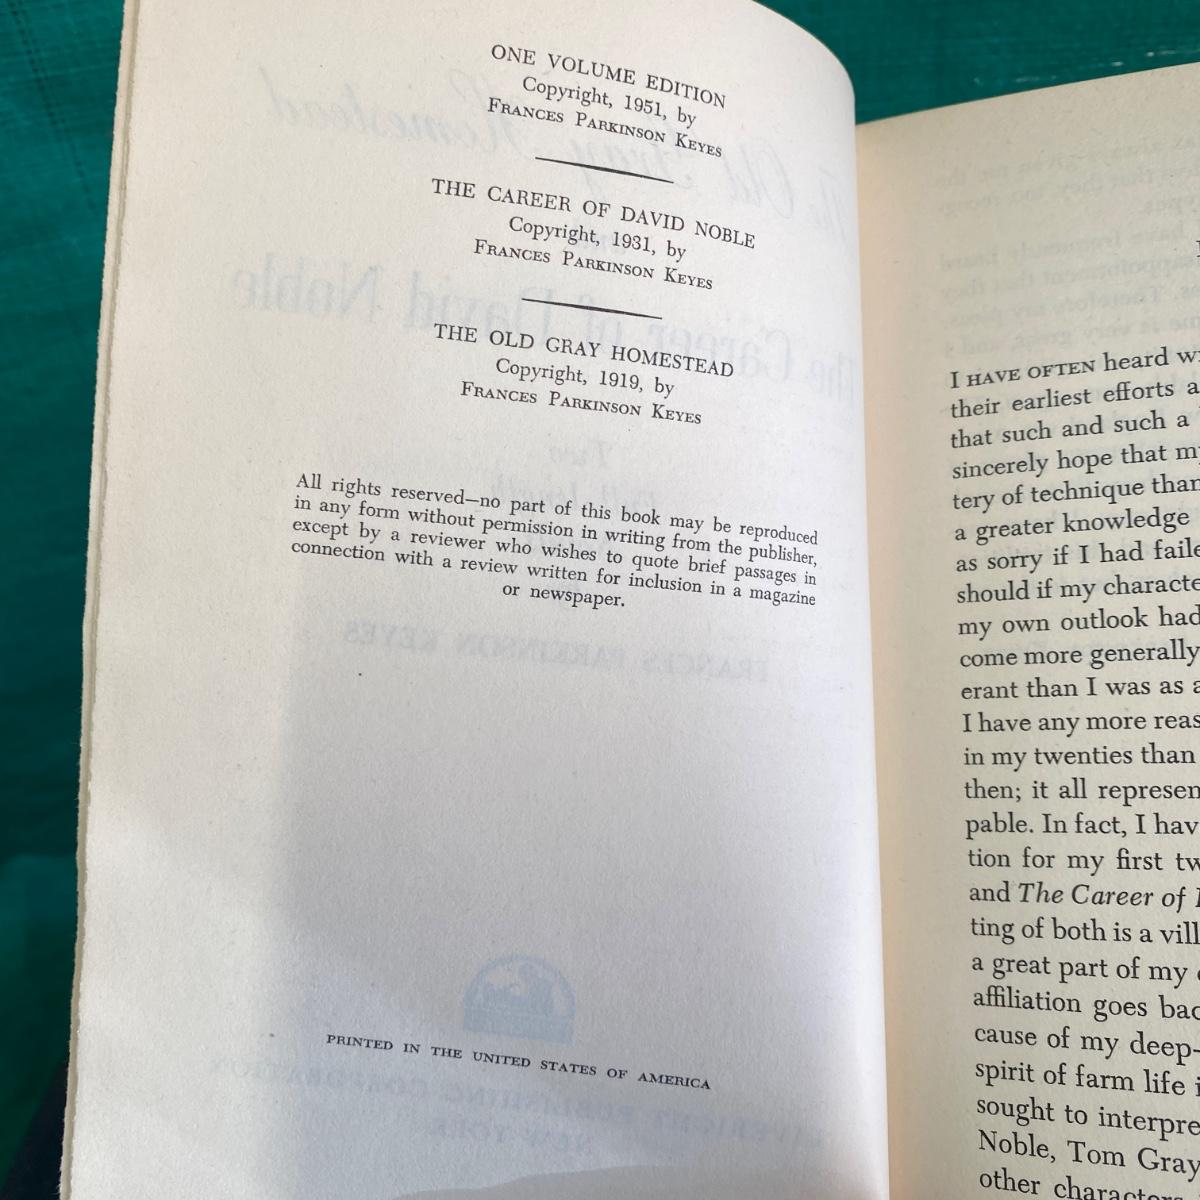 ONE VOLUME EDITION
Copyright, 1951, by
FRANCES PARKINSON KEYES
THE CAREER OF DAVID NOBLE
Copyright, 1931, by
FRANCES PARKINSON KEYES
THE OLD GRAY HOMESTEAD
Copyright, 1919, by
FRANCES PARKINSON KEYES
All rights reserved—no part of this book may be reproduced
in any form without permission in writing from the publisher,
except by a reviewer who wishes to quote brief passages in
connection with a review written for inclusion in a magazine
or newspaper.
PRINTED IN THE UNITED STATES OF AMERICA
I HAVE OFTEN heard
their earliest efforts
that such and such a
sincerely hope that
tery of technique than
a greater knowledge
as sorry if I had
should if my
my own outlook had
come more generally
erant than I was as
I have any more
in my twenties than
then; it all
pable. In fact, I
tion for my first
and The Career of
ting of both is a
a great part of my
affiliation goes
cause of my deep-
spirit of farm life
sought to
Noble, Tom Gray
other